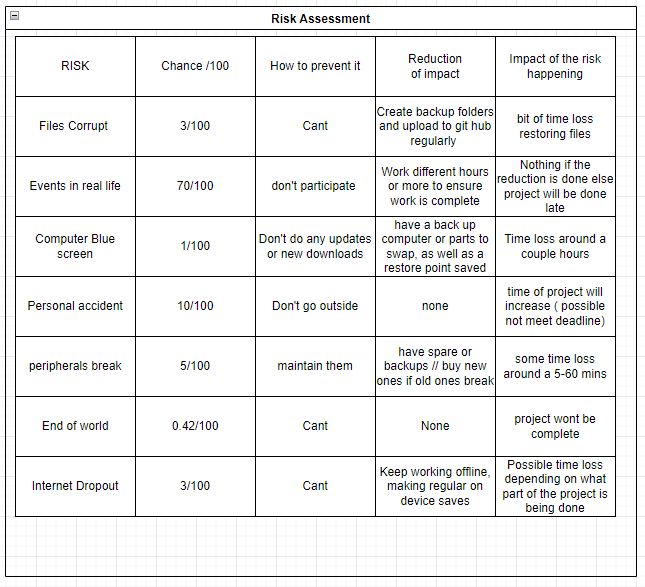 Risk Assessment
RISK
Chance /100
How to prevent it
Reduction
of impact
Impact of the risk
happening
Files Corrupt
3/100
Cant
Create backup folders
and upload to git hub
regularly
bit of time loss
restoring files
Events in real life
70/100
don't participate
Work different hours
or more to ensure
work is complete
Nothing if the
reduction is done else
project will be done
late
Computer Blue
screen
1/100
Don't do any updates
or new downloads
have a back up
computer or parts to
swap, as well as a
restore point saved
Time loss around a
couple hours
Personal accident
10/100
Don't go outside
none
time of project will
increase ( possible
not meet deadline)
peripherals break
5/100
maintain them
have spare or
backups // buy new
ones if old ones break
some time loss
around a 5-60 mins
End of world
0.42/100
Cant
None
project wont be
complete
Internet Dropout
3/100
Cant
Keep working offline,
making regular on
device saves
Possible time loss
depending on what
part of the project is
being done